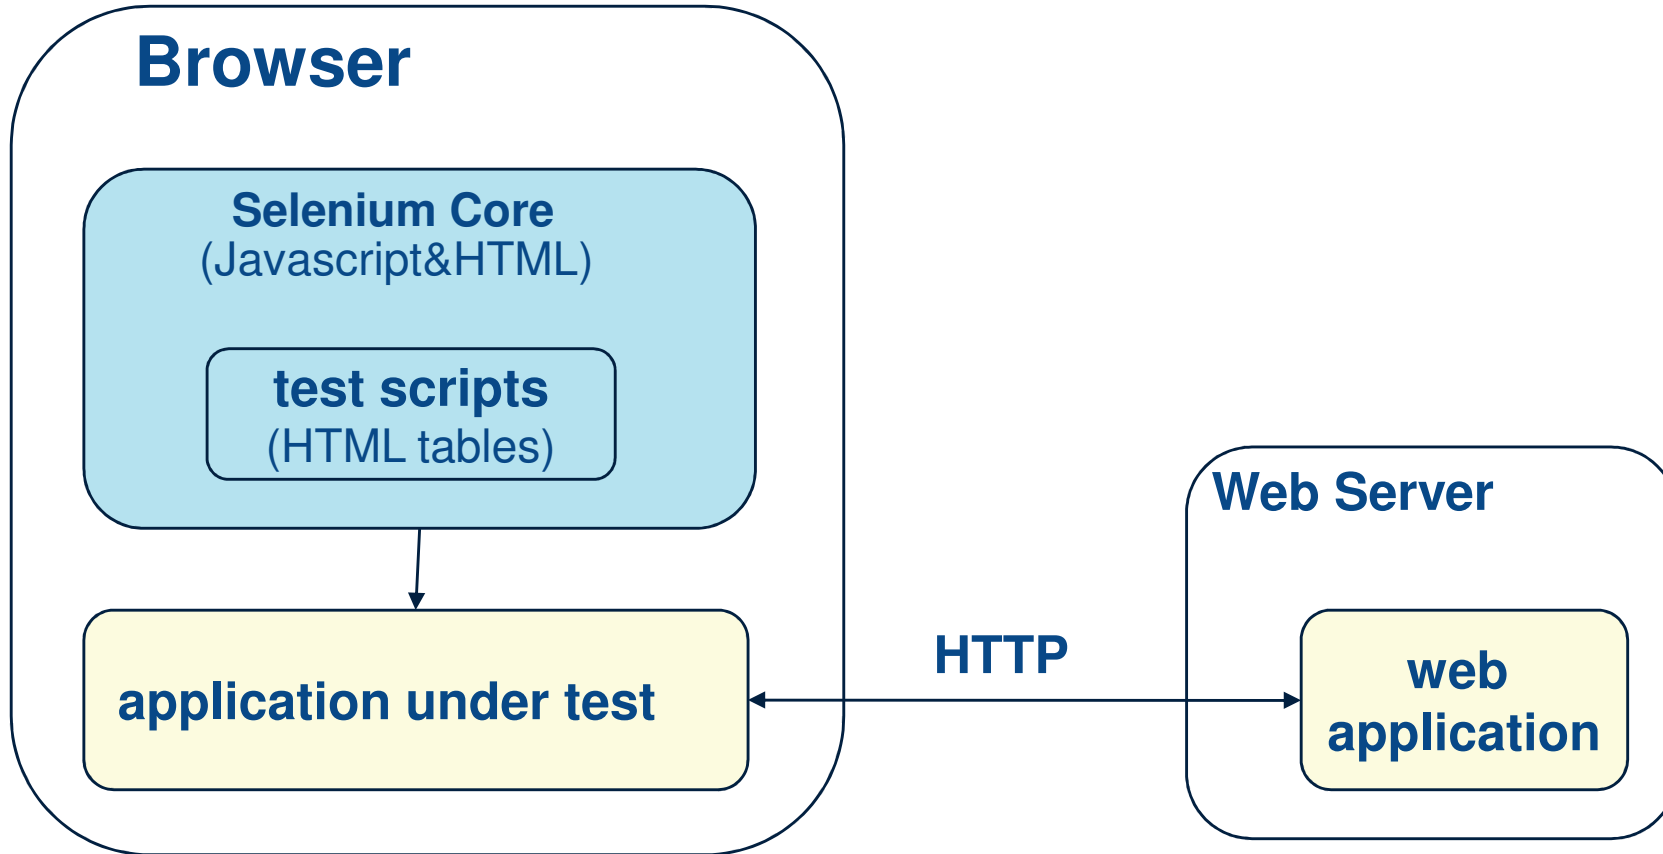 Browser
Selenium Core
(Javascript&HTML)
test scripts
(HTML tables)
application under test
HTTP
Web Server
web
application